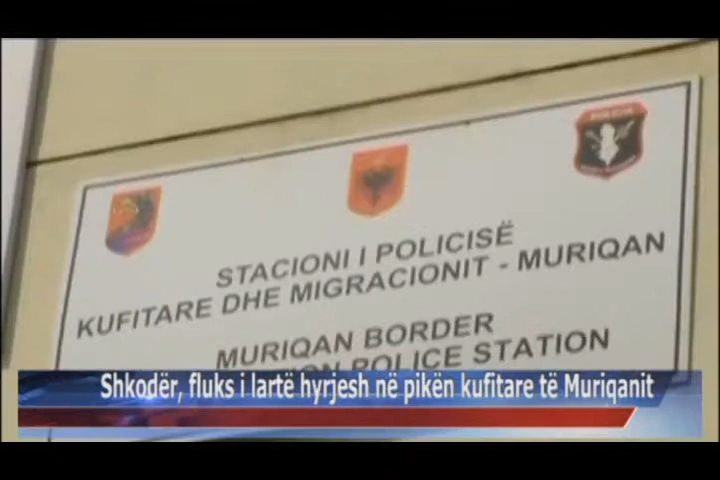 STACIONI I POLICISË
KUFITARE DHE MIGRACIONIT - MURIQAN
MURIQAN BORDER
POLICE STATION
Shkodër, fluks i lartë hyrjesh në pikën kufitare të Muriqanit